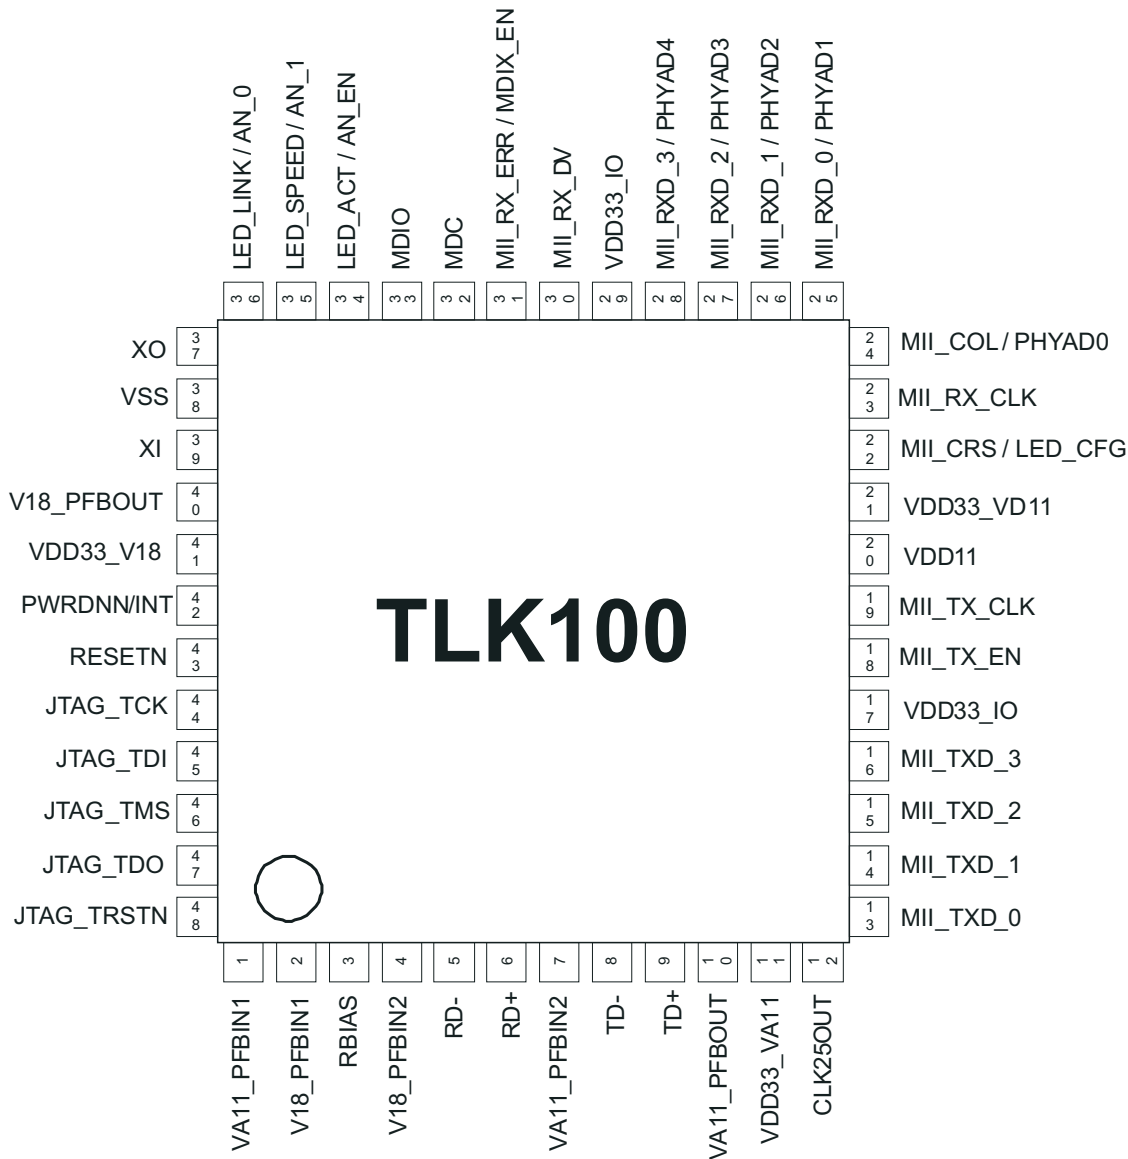 LED_LINK / AN_0
LED_SPEED / AN_1
LED_ACT / AN_EN
MDIO
MDC
MII_RX_ERR / MDIX_EN
MII_RX_DV
VDD33_IO
MII_RXD_3 / PHYAD4
MII_RXD_2 / PHYAD3
MII_RXD_1 / PHYAD2
MII_RXD_0 / PHYAD1
36
35
34
33
32
31
30
29
28
27
26
25
XO 37
VSS 38
XI 39
V18_PFBOUT 40
VDD33_V18 41
PWRDNN/INT 42
RESETN 43
JTAG_TCK 44
JTAG_TDI 45
JTAG_TMS 46
JTAG_TDO 47
JTAG_TRSTN 48
TLK100
24 MII_COL / PHYAD0
23 MII_RX_CLK
22 MII_CRS / LED_CFG
21 VDD33_VD11
20 VDD11
19 MII_TX_CLK
18 MII_TX_EN
17 VDD33_IO
16 MII_TXD_3
15 MII_TXD_2
14 MII_TXD_1
13 MII_TXD_0
1
2
3
4
5
6
7
8
9
10
11
12
VA11_PFBIN1
V18_PFBIN1
RBIAS
V18_PFBIN2
RD-
RD+
VA11_PFBIN2
TD-
TD+
VA11_PFBOUT
VDD33_VA11
CLK25OUT